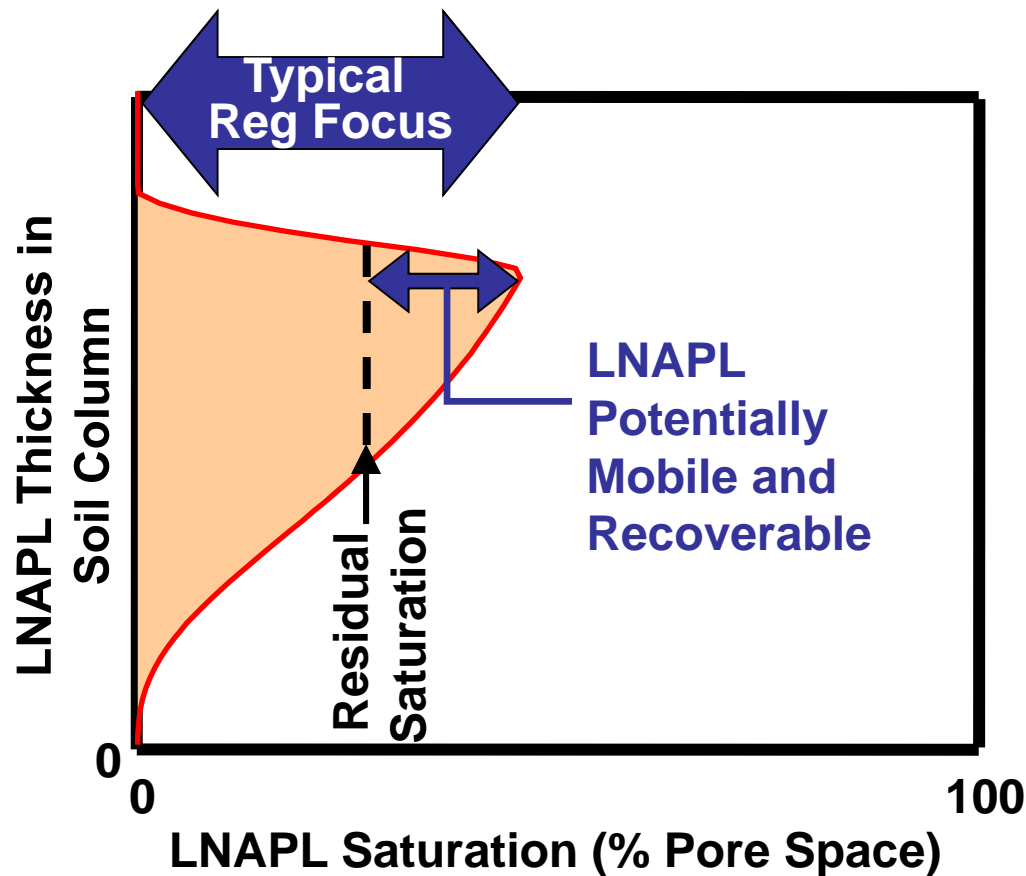 Typical
Reg Focus
LNAPL Thickness in
Soil Column
LNAPL
Potentially
Mobile and
Recoverable
Residual
Saturation
0
0
100
LNAPL Saturation (% Pore Space)